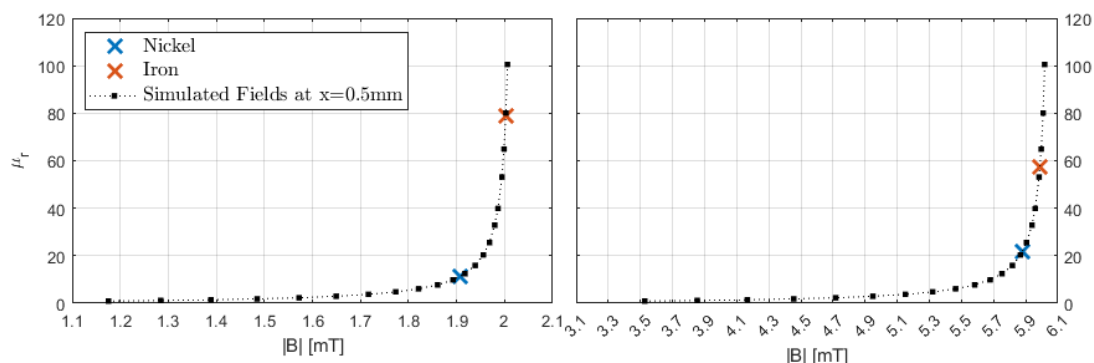 120
100
80
60
40
20
0
μr
Nickel
Iron
Simulated Fields at x=0.5mm
1.1 1.2 1.3 1.4 1.5 1.6 1.7 1.8 1.9 2 2.1
|B| [mT]
120
100
80
60
40
20
0
3.1 3.3 3.5 3.7 3.9 4.1 4.3 4.5 4.7 4.9 5.1 5.3 5.5 5.7 5.9 6.1
|B| [mT]